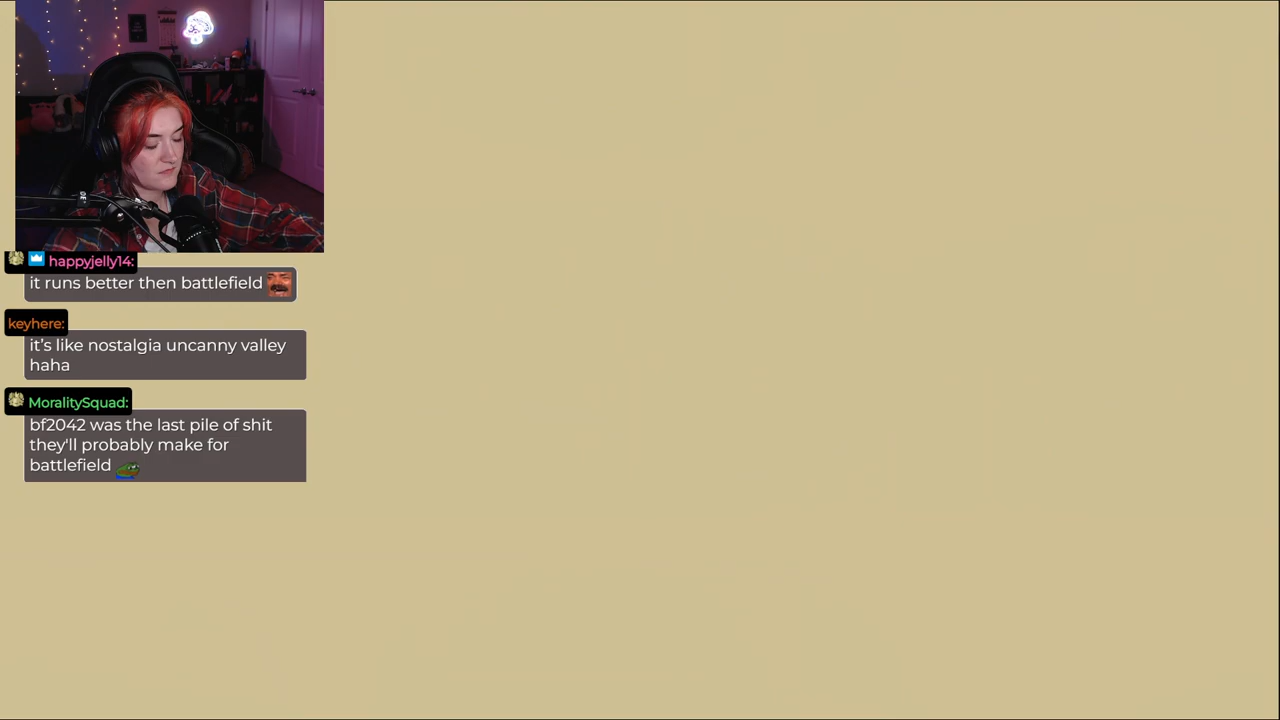 happyjelly14:
it runs better then battlefield
keyhere:
it’s like nostalgia uncanny valley
haha
MoralitySquad:
bf2042 was the last pile of shit
they'll probably make for
battlefield